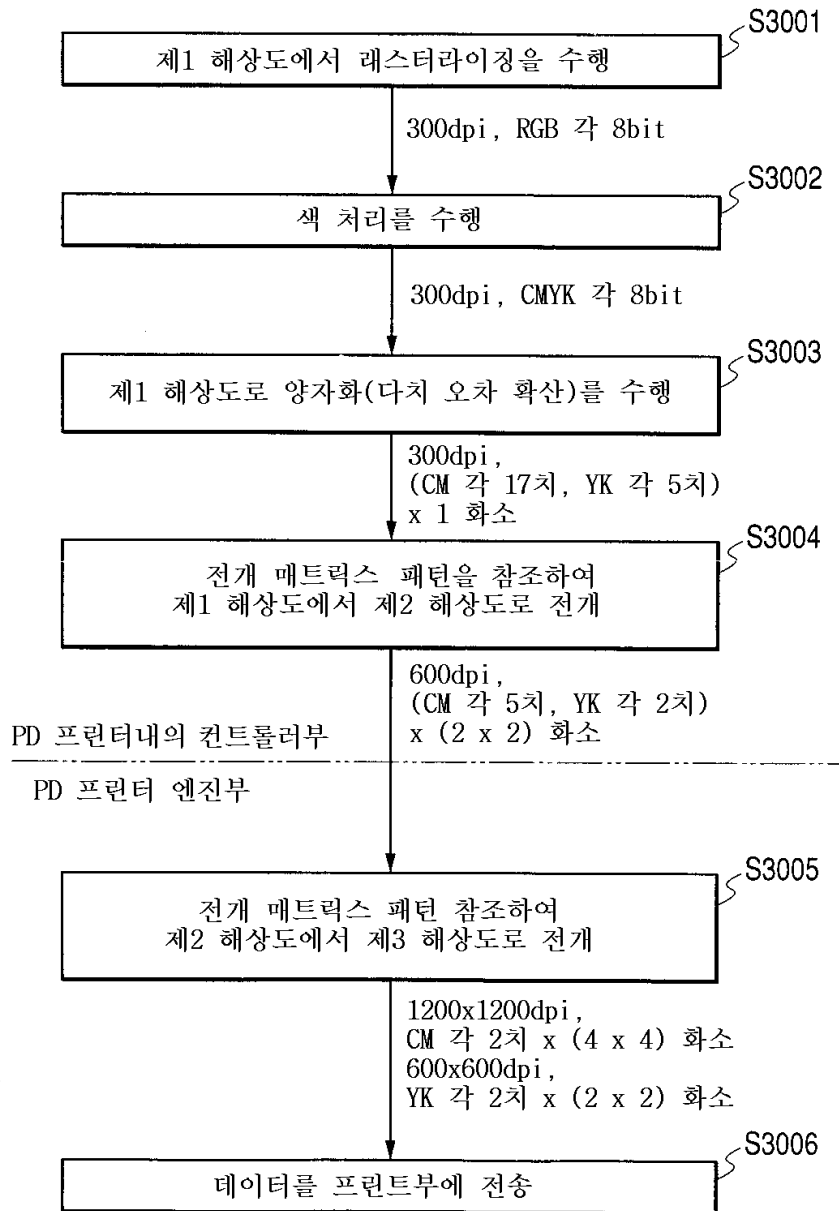 S3001
제1 해상도에서 래스터라이징을 수행
300dpi, RGB 각 8bit
S3002
색 처리를 수행
300dpi, CMYK 각 8bit
S3003
제1 해상도로 양자화(다치 오차 확산)를 수행
300dpi,
(CM 각 17치, YK 각 5치)
x 1 화소
S3004
전개 매트릭스 패턴을 참조하여
제1 해상도에서 제2 해상도로 전개
600dpi,
(CM 각 5치, YK 각 2치)
x (2 x 2) 화소
PD 프린터내의 컨트롤러부
PD 프린터 엔진부
S3005
전개 매트릭스 패턴 참조하여
제2 해상도에서 제3 해상도로 전개
1200x1200dpi,
CM 각 2치 x (4 x 4) 화소
600x600dpi,
YK 각 2치 x (2 x 2) 화소
S3006
데이터를 프린트부에 전송